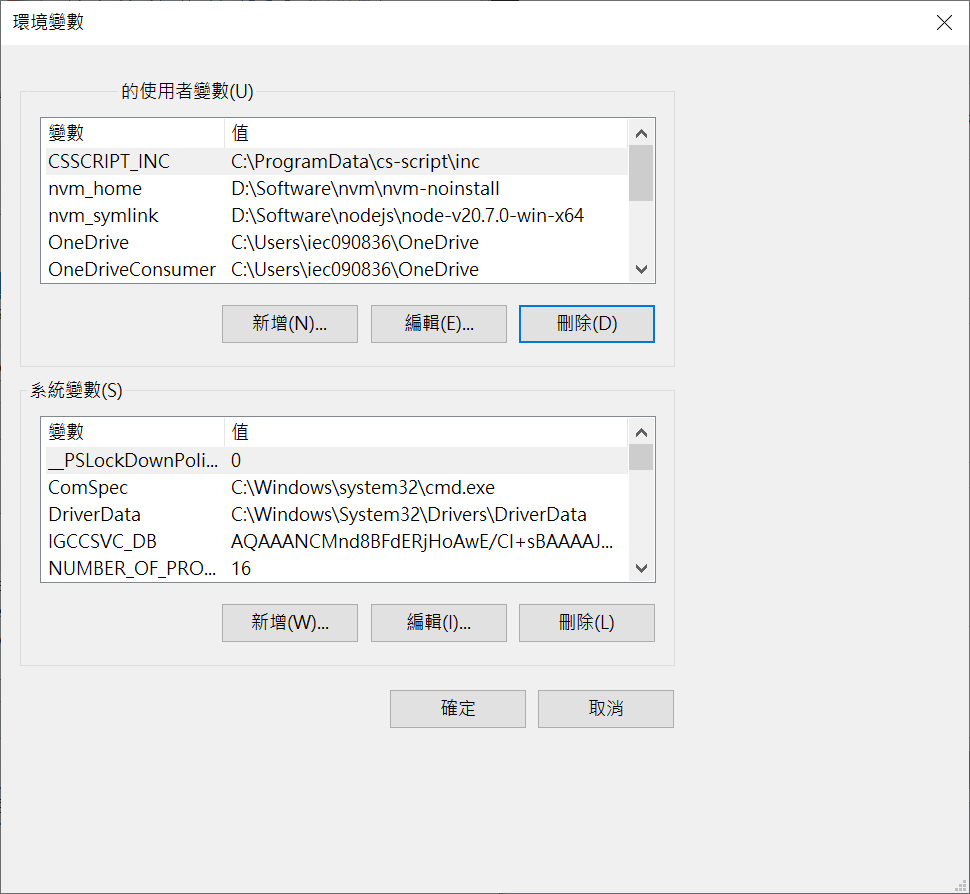 環境變數
的使用者變數(U)
變數 值
CSSCRIPT_INC C:\ProgramData\cs-script\inc
nvm_home D:\Software\nvm\nvm-noinstall
nvm_symlink D:\Software\nodejs\node-v20.7.0-win-x64
OneDrive C:\Users\iec090836\OneDrive
OneDriveConsumer C:\Users\iec090836\OneDrive
新增(N)... 編輯(E)... 刪除(D)
系統變數(S)
變數 值
__PSLockDownPoli... 0
ComSpec C:\Windows\system32\cmd.exe
DriverData C:\Windows\System32\Drivers\DriverData
IGCCSVC_DB AQAAANCMnd8BFdERjHoAwE/Cl+sBAAAAJ...
NUMBER_OF_PRO... 16
新增(W)... 編輯(I)... 刪除(L)
確定 取消